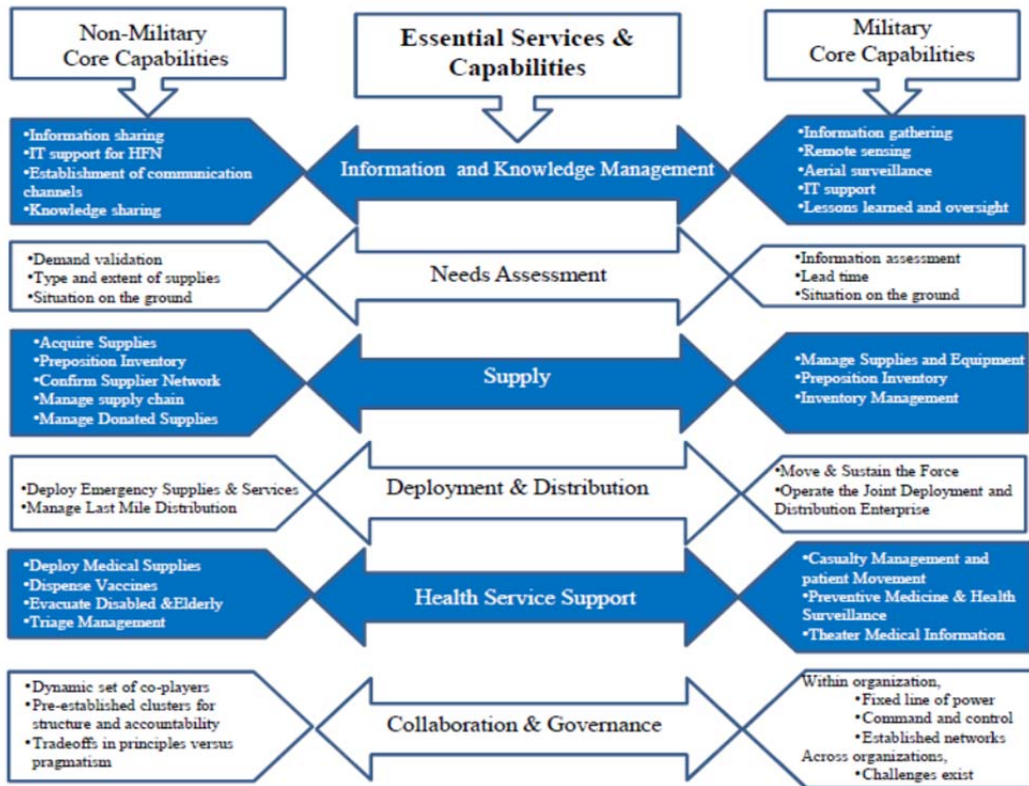 Non-Military
Core Capabilities
Essential Services &
Capabilities
Military
Core Capabilities
•Information sharing
•IT support for HFN
•Establishment of communication
channels
•Knowledge sharing
Information and Knowledge Management
•Information gathering
•Remote sensing
•Aerial surveillance
•IT support
•Lessons learned and oversight
•Demand validation
•Type and extent of supplies
•Situation on the ground
Needs Assessment
•Information assessment
•Lead time
•Situation on the ground
•Acquire Supplies
•Preposition Inventory
•Confirm Supplier Network
•Manage supply chain
•Manage Donated Supplies
Supply
•Manage Supplies and Equipment
•Preposition Inventory
•Inventory Management
•Deploy Emergency Supplies & Services
•Manage Last Mile Distribution
Deployment & Distribution
•Move & Sustain the Force
•Operate the Joint Deployment and
Distribution Enterprise
•Deploy Medical Supplies
•Dispense Vaccines
•Evacuate Disabled &Elderly
•Triage Management
Health Service Support
•Casualty Management and
patient Movement
•Preventive Medicine & Health
Surveillance
•Theater Medical Information
•Dynamic set of co-players
•Pre-established clusters for
structure and accountability
•Tradeoffs in principles versus
pragmatism
Collaboration & Governance
Within organization,
•Fixed line of power
•Command and control
•Established networks
Across organizations,
•Challenges exist